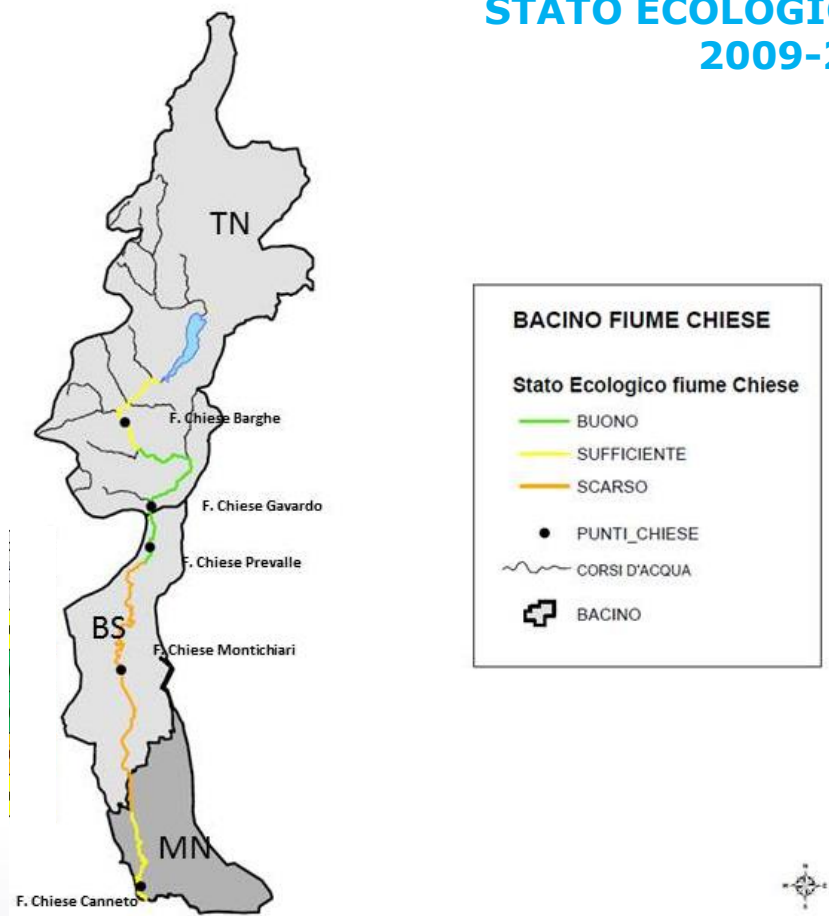 STATO ECOLOGIC
2009-2
TN
F. Chiese Barghe
F. Chiese Gavardo
F. Chiese Prevalle
BS
F. Chiese Montichiari
MN
F. Chiese Canneto
BACINO FIUME CHIESE
Stato Ecologico fiume Chiese
BUONO
SUFFICIENTE
SCARSO
PUNTI_CHIESE
CORSI D'ACQUA
BACINO